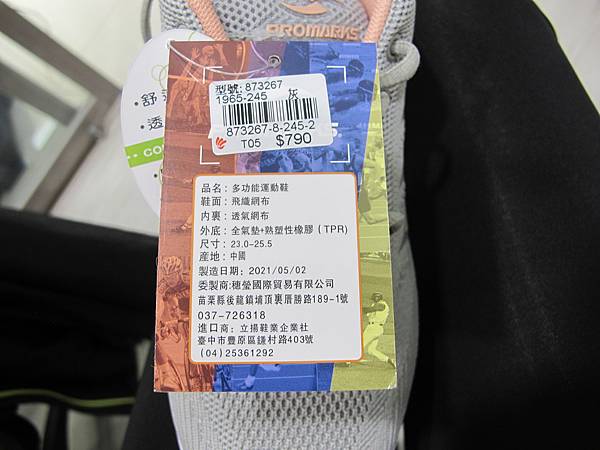 PROMARKS
·舒
·透
CO
型號: 873267
1965-245 灰
873267-8-245-2
T05 $790
品名：多功能運動鞋
鞋面：飛織網布
內裏：透氣網布
外底：全氣墊+熱塑性橡膠（TPR）
尺寸：23.0-25.5
產地：中國
製造日期：2021/05/02
委製商:穗瑩國際貿易有限公司
苗栗縣後龍鎮埔頂裏厝勝路189-1號
037-726318
進口商：立揚鞋業企業社
臺中市豐原區鎌村路403號
(04)25361292